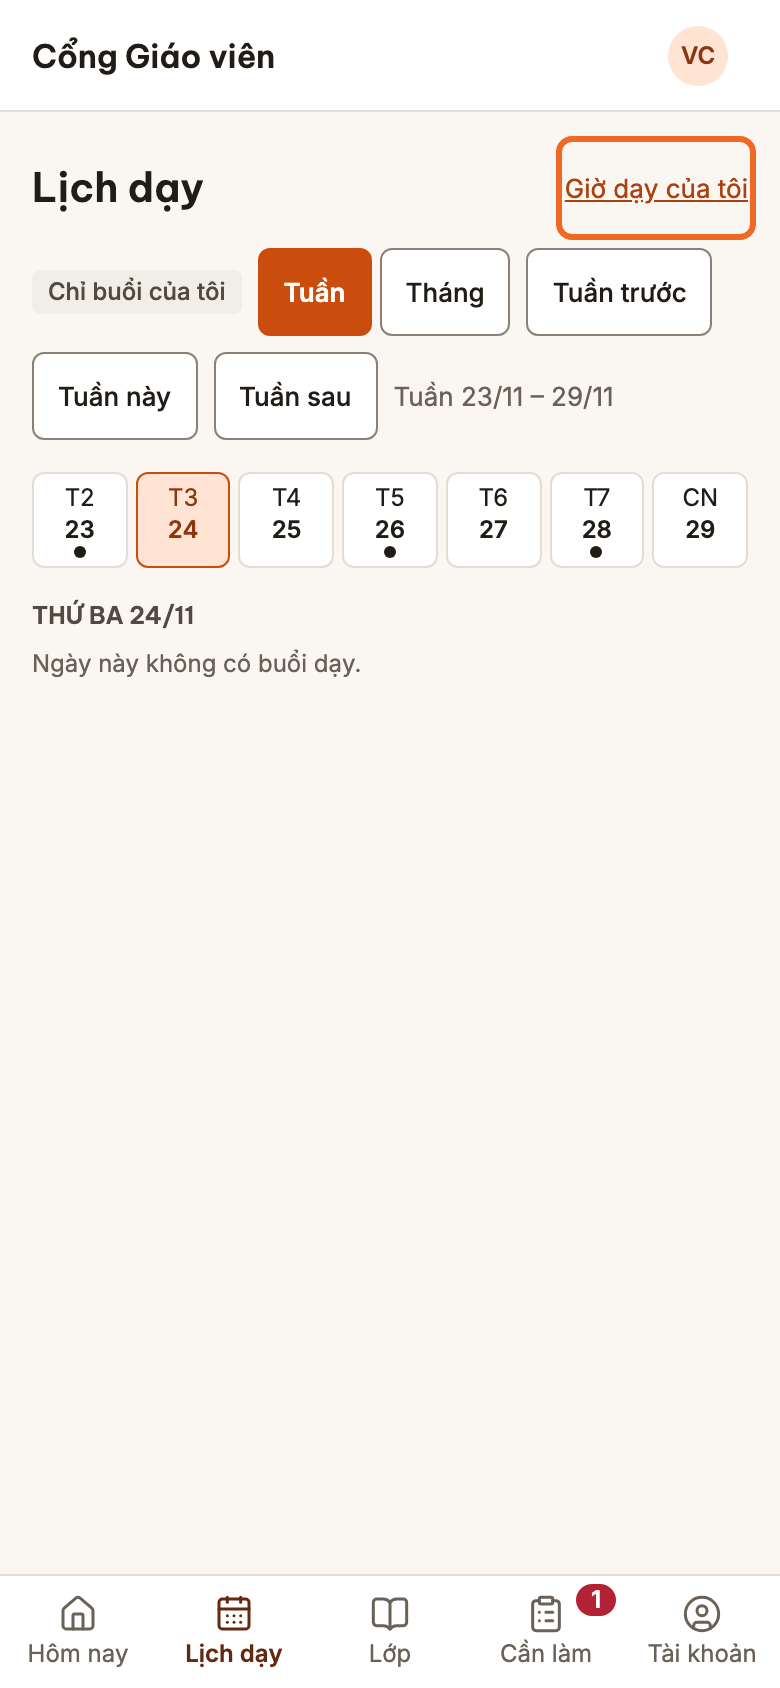 Cổng Giáo viên
VC
Lịch dạy
Giờ dạy của tôi
Chỉ buổi của tôi
Tuần
Tháng
Tuần trước
Tuần này
Tuần sau
Tuần 23/11 – 29/11
T2
23
T3
24
T4
25
T5
26
T6
27
T7
28
CN
29
THỨ BA 24/11
Ngày này không có buổi dạy.
Hôm nay
Lịch dạy
Lớp
1
Cần làm
Tài khoản